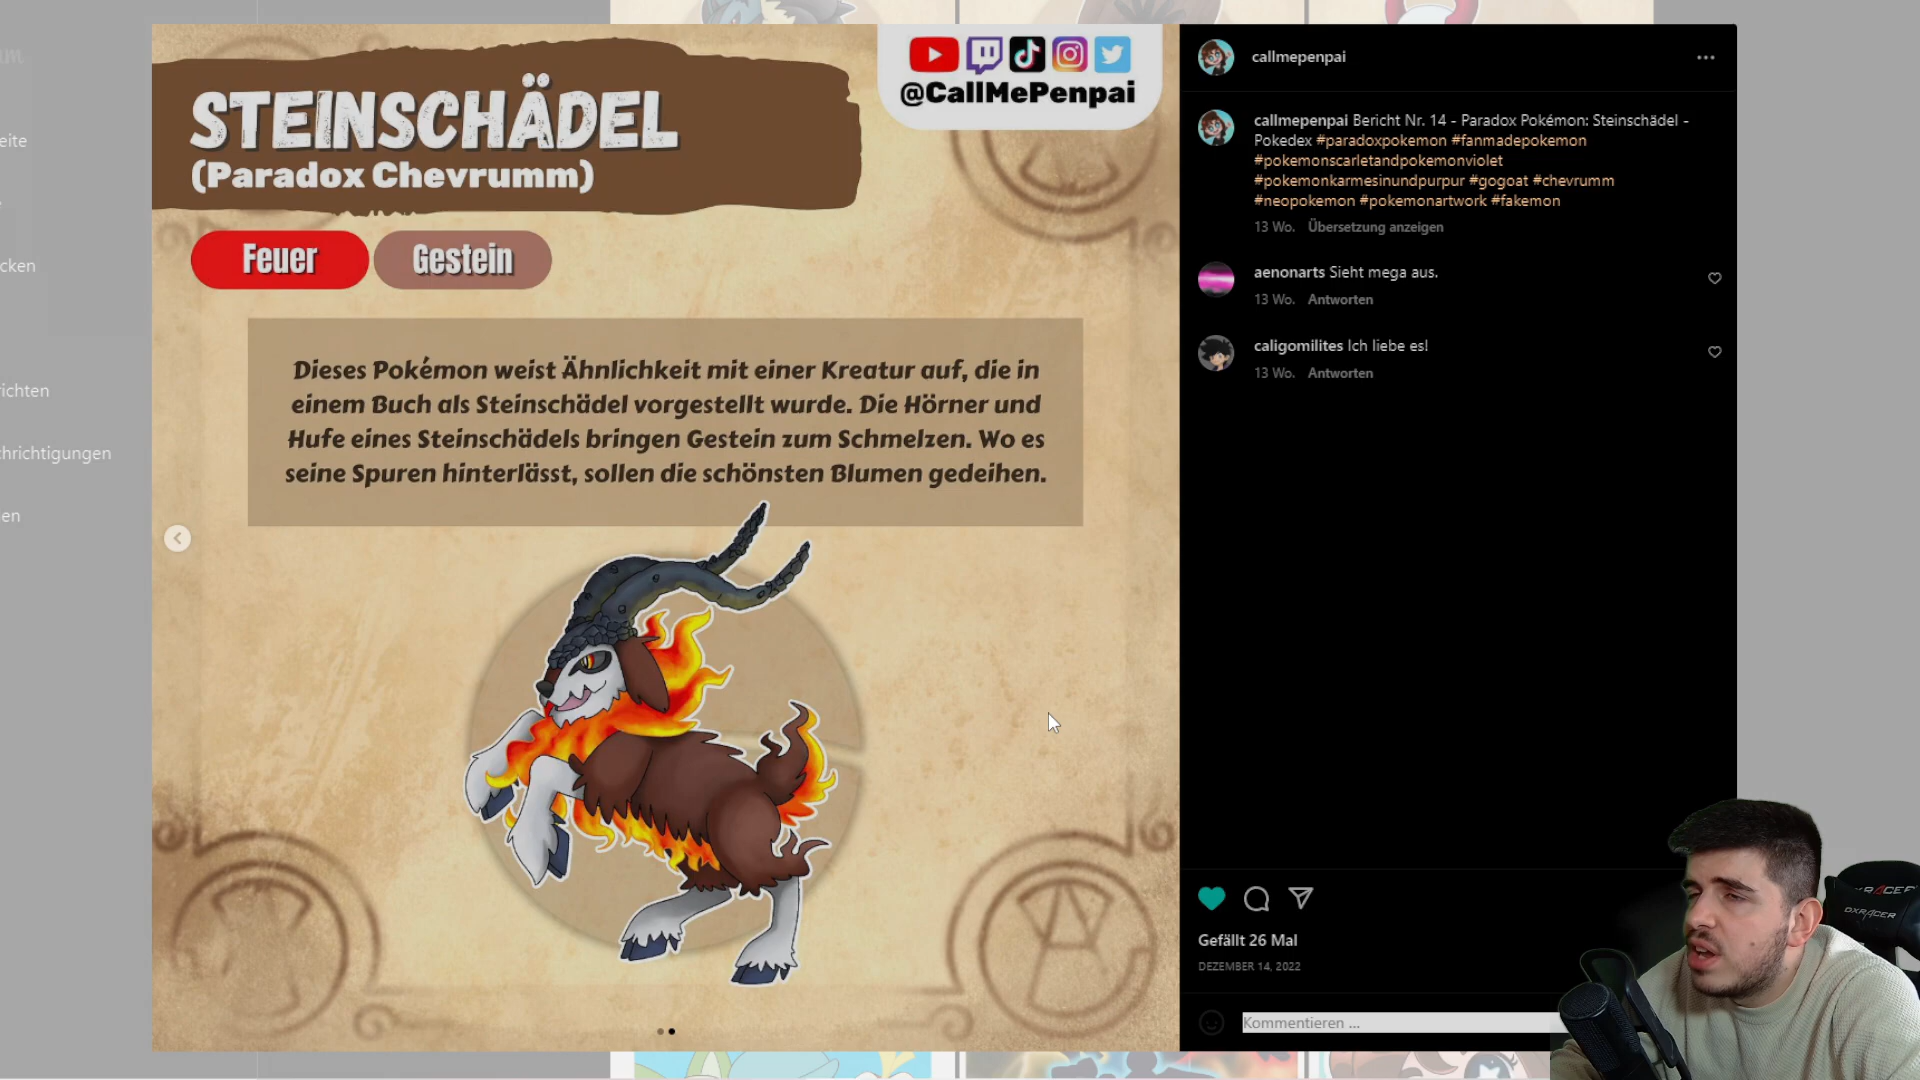 STEINSCHÄDEL
(Paradox Chevrumm)
@CallMePenpai
Feuer
Gestein
Dieses Pokémon weist Ähnlichkeit mit einer Kreatur auf, die in
einem Buch als Steinschädel vorgestellt wurde. Die Hörner und
Hufe eines Steinschädels bringen Gestein zum Schmelzen. Wo es
seine Spuren hinterlässt, sollen die schönsten Blumen gedeihen.
eite
cken
ichten
chrichtigungen
en
callmepenpai
callmepenpai Bericht Nr. 14 - Paradox Pokémon: Steinschädel -
Pokedex #paradoxpokemon #fanmadepokemon
#pokemonscarletandpokemonviolet
#pokemonkarmesinundpurpur #gogoat #chevrumm
#neopokemon #pokemonartwork #fakemon
13 Wo. Übersetzung anzeigen
aenonarts Sieht mega aus.
13 Wo. Antworten
caligomilites Ich liebe es!
13 Wo. Antworten
Gefällt 26 Mal
DEZEMBER 14, 2022
Kommentieren ...
DXRACER